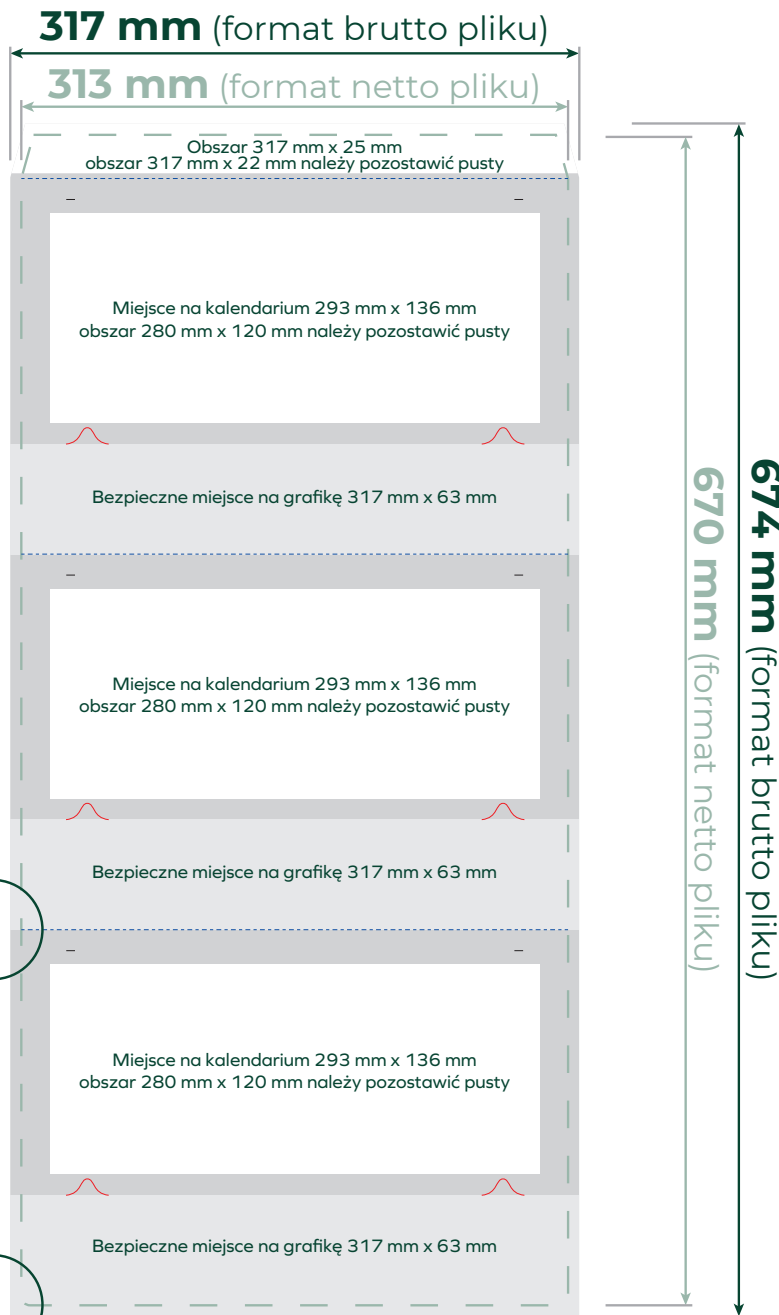 317 mm (format brutto pliku)
313 mm (format netto pliku)
Obszar 317 mm x 25 mm
obszar 317 mm x 22 mm należy pozostawić pusty
Miejsce na kalendarium 293 mm x 136 mm
obszar 280 mm x 120 mm należy pozostawić pusty
Bezpieczne miejsce na grafikę 317 mm x 63 mm
Miejsce na kalendarium 293 mm x 136 mm
obszar 280 mm x 120 mm należy pozostawić pusty
Bezpieczne miejsce na grafikę 317 mm x 63 mm
Miejsce na kalendarium 293 mm x 136 mm
obszar 280 mm x 120 mm należy pozostawić pusty
Bezpieczne miejsce na grafikę 317 mm x 63 mm
670 mm (format netto pliku)
674 mm (format brutto pliku)